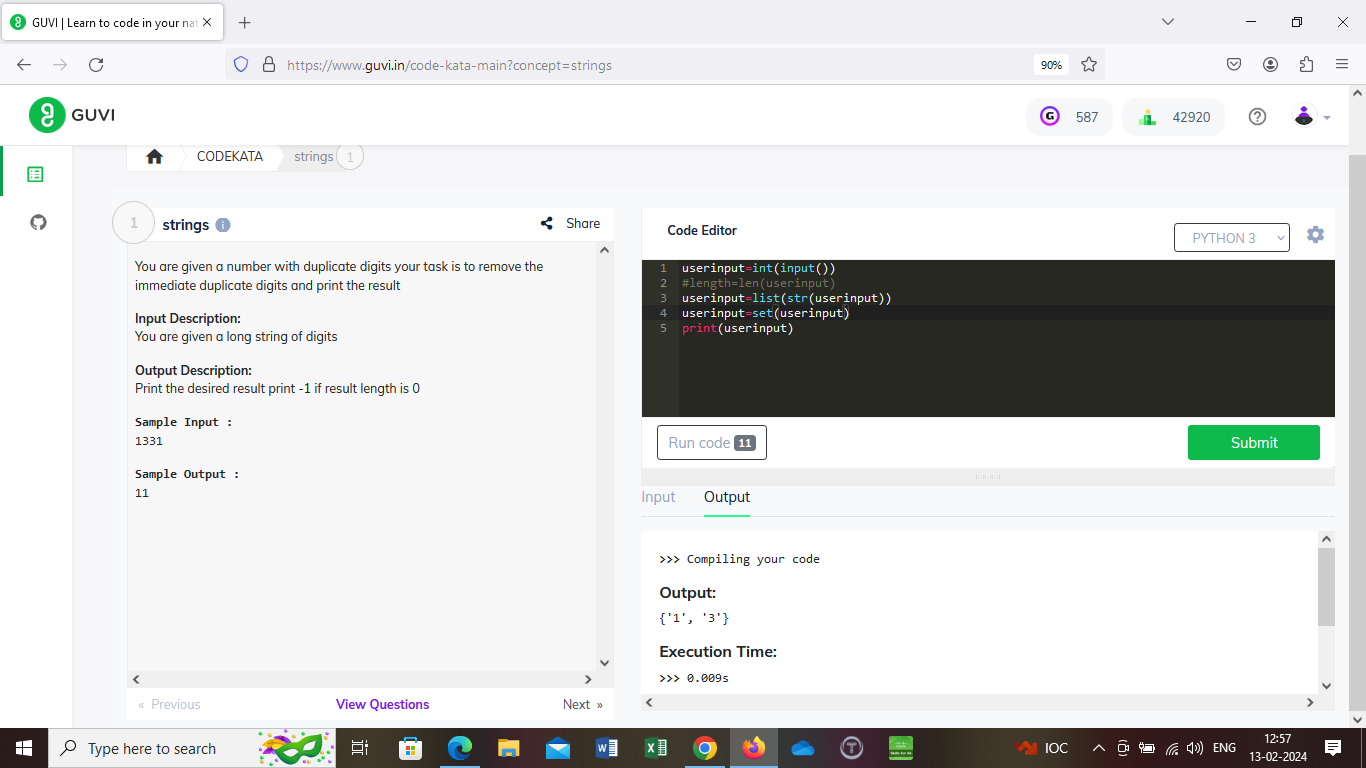 GUVI | Learn to code in your nat
https://www.guvi.in/code-kata-main?concept=strings
90%
GUVI
G
587
42920
CODEKATA
strings
1
1
strings
Share
You are given a number with duplicate digits your task is to remove the
immediate duplicate digits and print the result
Input Description:
You are given a long string of digits
Output Description:
Print the desired result print -1 if result length is 0
Sample Input :
1331
Sample Output :
11
« Previous
View Questions
Next »
Code Editor
PYTHON 3
1 userinput=int(input())
2 #length=len(userinput)
3 userinput=list(str(userinput))
4 userinput=set(userinput)
5 print(userinput)
Run code 11
Submit
Input
Output
>>> Compiling your code
Output:
{'1', '3'}
Execution Time:
>>> 0.009s
Type here to search
IOC
ENG
12:57
13-02-2024